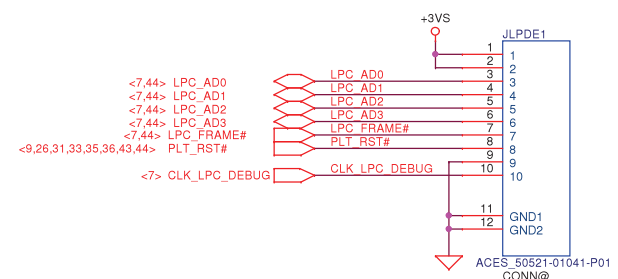 +3VS
JLPDE1
1 1
2 2
<7,44> LPC_AD0 LPC_AD0 3 3
<7,44> LPC_AD1 LPC_AD1 4 4
<7,44> LPC_AD2 LPC_AD2 5 5
<7,44> LPC_AD3 LPC_AD3 6 6
<7,44> LPC_FRAME# LPC_FRAME# 7 7
<9,26,31,33,35,36,43,44> PLT_RST# PLT_RST# 8 8
9 9
<7> CLK_LPC_DEBUG CLK_LPC_DEBUG 10 10
11 GND1
12 GND2
ACES_50521-01041-P01
CONN@